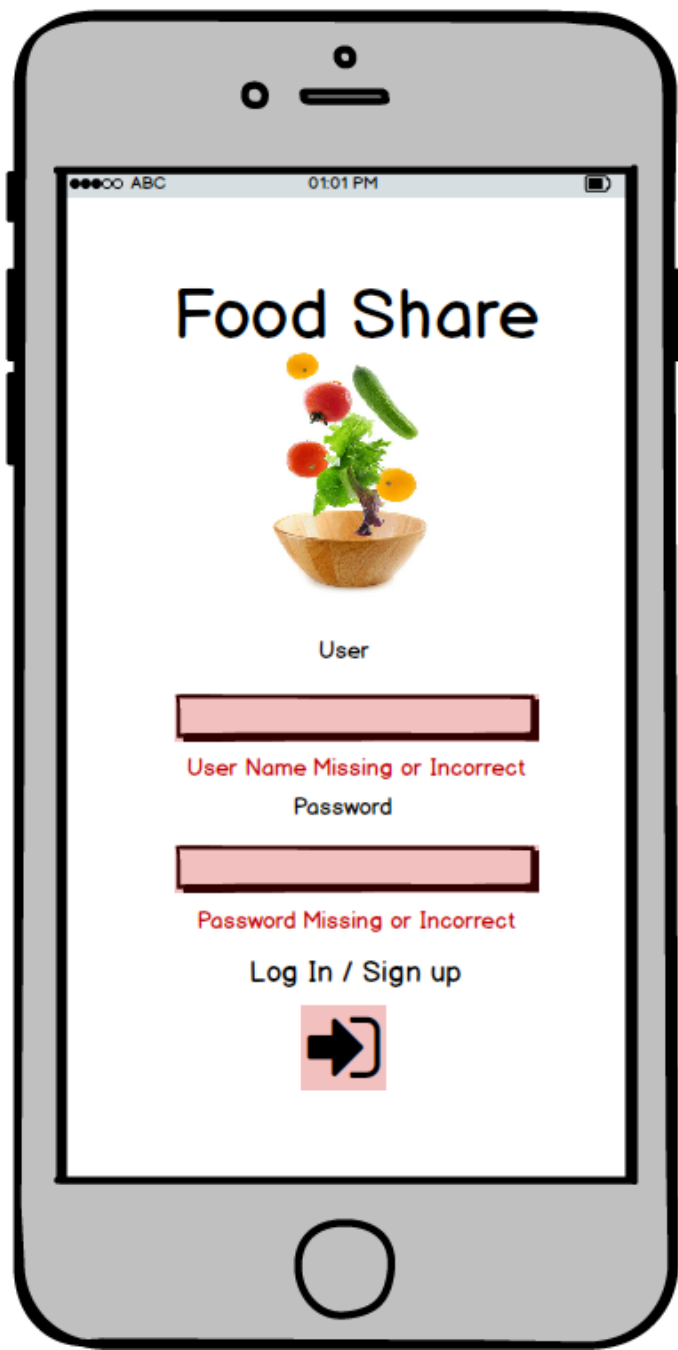 ABC 01:01 PM
Food Share
User
User Name Missing or Incorrect
Password
Password Missing or Incorrect
Log In / Sign up